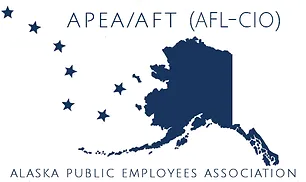 APEA/AFT (AFL-CIO)
ALASKA PUBLIC EMPLOYEES ASSOCIATION